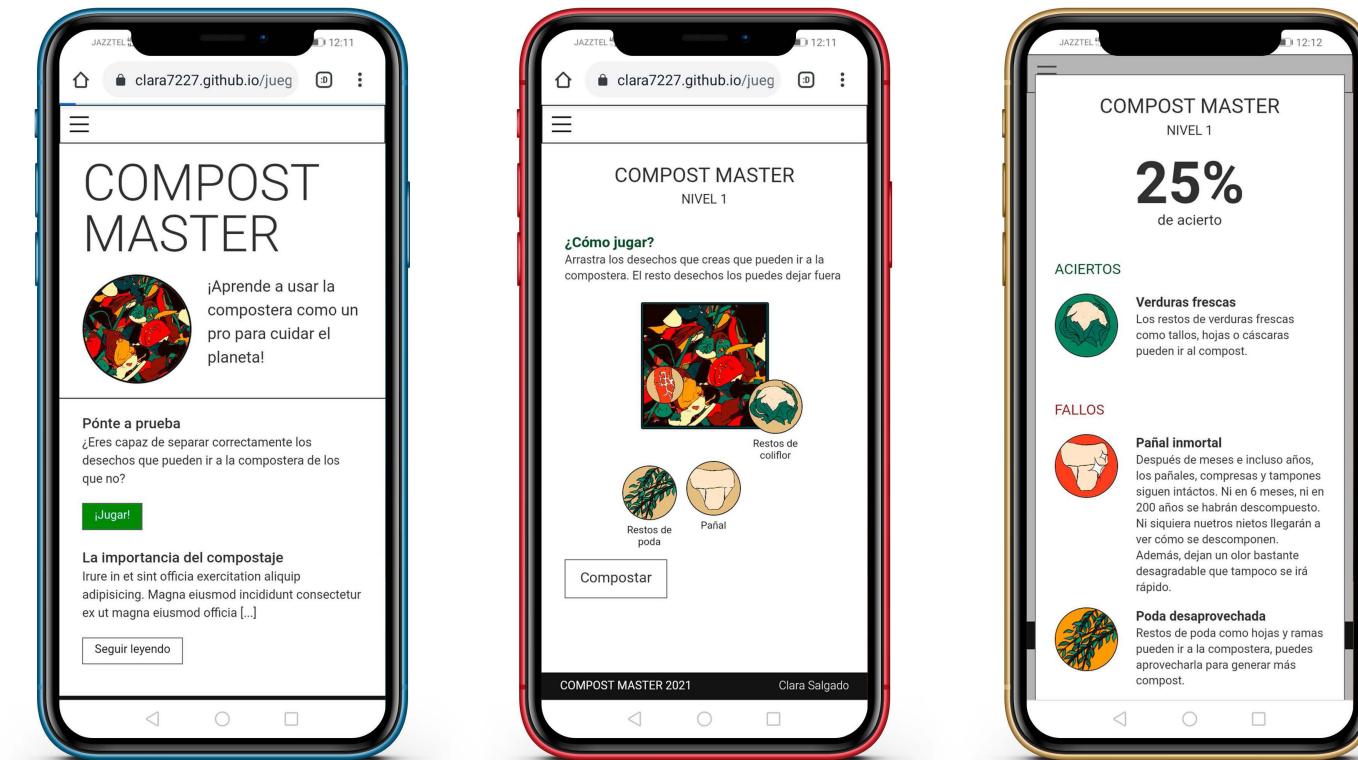 JAZZTEL
12:11
clara7227.github.io/jueg
:D
COMPOST
MASTER
¡Aprende a usar la
compostera como un
pro para cuidar el
planeta!
Pónte a prueba
¿Eres capaz de separar correctamente los
desechos que pueden ir a la compostera de los
que no?
¡Jugar!
La importancia del compostaje
Irure in et sint officia exercitation aliquip
adipisicing. Magna eiusmod incididunt consectetur
ex ut magna eiusmod officia [...]
Seguir leyendo
JAZZTEL
12:11
clara7227.github.io/jueg
:D
COMPOST MASTER
NIVEL 1
¿Cómo jugar?
Arrastra los desechos que creas que pueden ir a la
compostera. El resto desechos los puedes dejar fuera
Restos de
coliflor
Restos de
poda
Pañal
Compostar
COMPOST MASTER 2021
Clara Salgado
JAZZTEL
12:12
COMPOST MASTER
NIVEL 1
25%
de acierto
ACIERTOS
Verduras frescas
Los restos de verduras frescas
como tallos, hojas o cáscaras
pueden ir al compost.
FALLOS
Pañal inmortal
Después de meses e incluso años,
los pañales, compresas y tampones
siguen intáctos. Ni en 6 meses, ni en
200 años se habrán descompuesto.
Ni siquiera nuetros nietos llegarán a
ver cómo se descomponen.
Además, dejan un olor bastante
desagradable que tampoco se irá
rápido.
Poda desaprovechada
Restos de poda como hojas y ramas
pueden ir a la compostera, puedes
aprovecharla para generar más
compost.